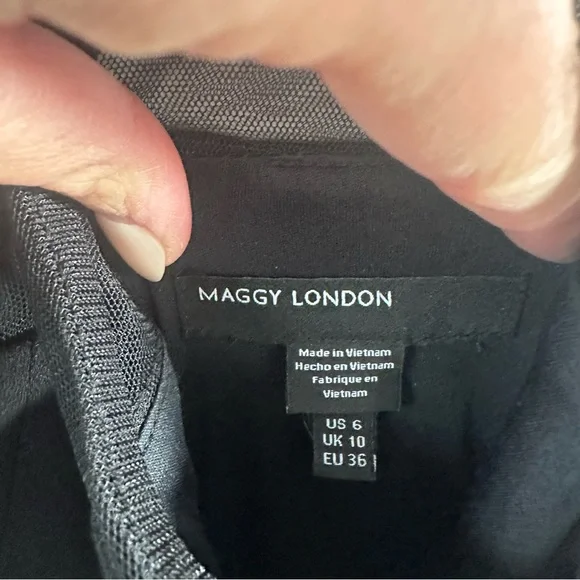 MAGGY LONDON
Made in Vietnam
Hecho en Vietnam
Fabrique en
Vietnam
US 6
UK 10
EU 36